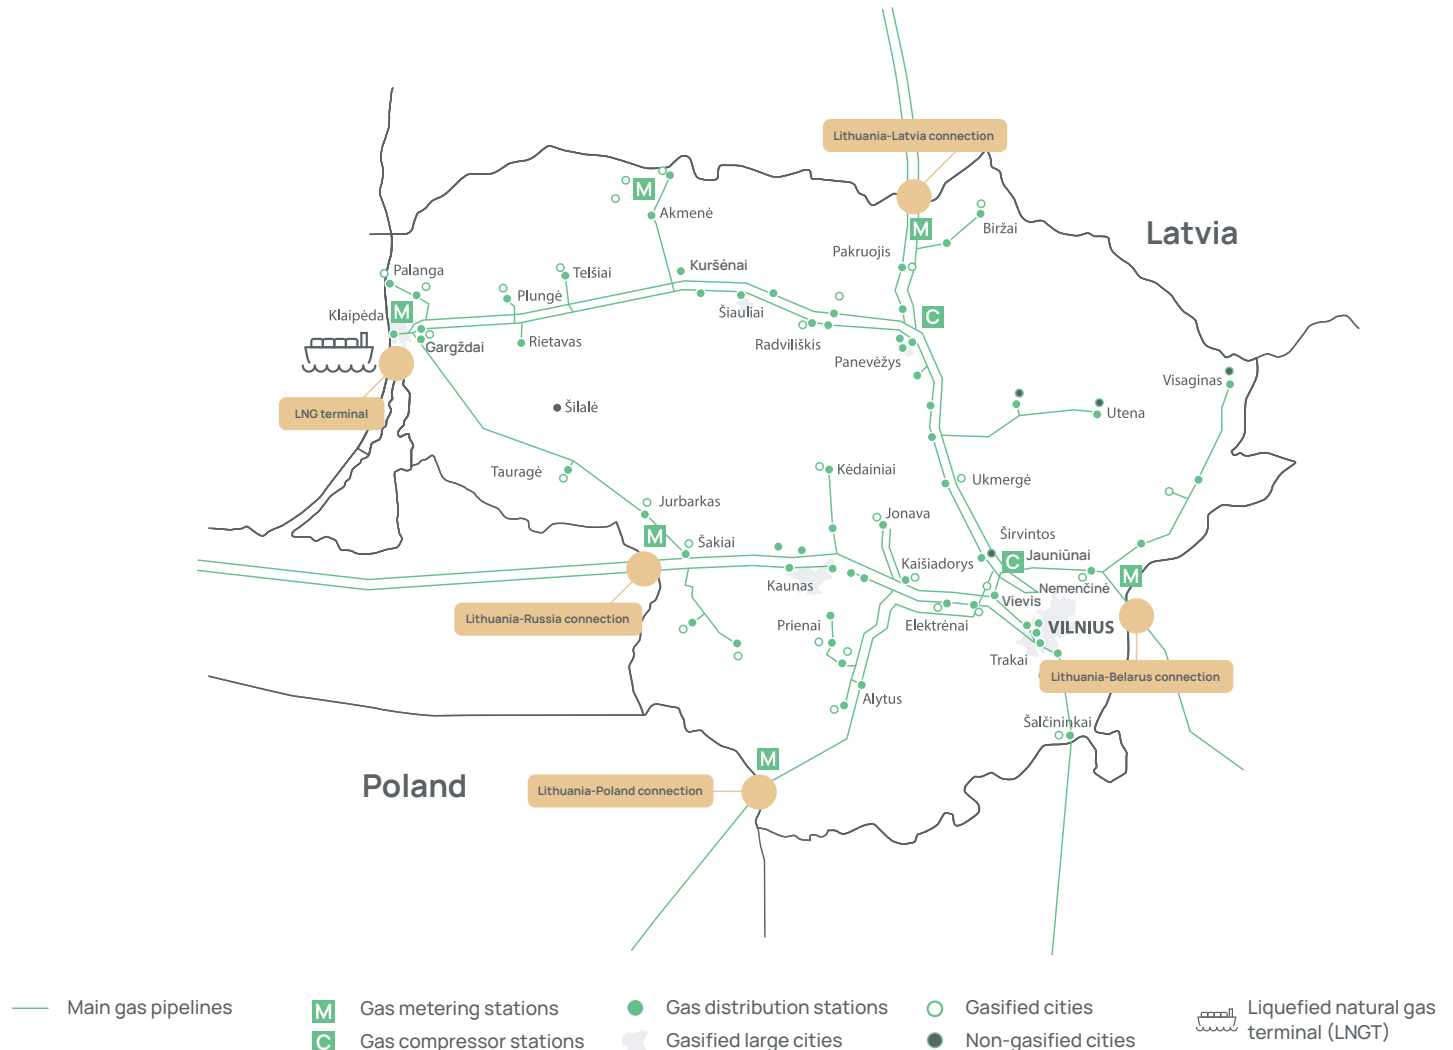 Lithuania-Latvia connection
M
Akmenė
M
Biržai
Latvia
Pakruojis
Palanga
Telšiai
Kuršėnai
Plungė
M
Klaipėda
Šiauliai
C
Rietavas
Gargždai
Radviliškis
Panevėžys
Visaginas
LNG terminal
Šilalė
Utena
Tauragė
Kėdainiai
Ukmergė
Jurbarkas
Jonava
M
Šakiai
Širvintos
C
Jauniūnai
Kaišiadorys
M
Kaunas
Nemenčinė
Vievis
Lithuania-Russia connection
Prienai
Elektrėnai
VILNIUS
Trakai
Lithuania-Belarus connection
Alytus
Šalčininkai
M
Poland
Lithuania-Poland connection
Main gas pipelines
M Gas metering stations
C Gas compressor stations
Gas distribution stations
Gasified large cities
Gasified cities
Non-gasified cities
Liquefied natural gas
terminal (LNGT)